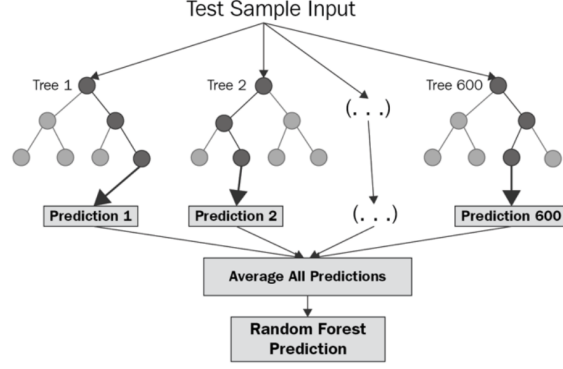 Test Sample Input
Tree 1
Tree 2
(. . .)
Tree 600
Prediction 1
Prediction 2
(. . .)
Prediction 600
Average All Predictions
Random Forest
Prediction